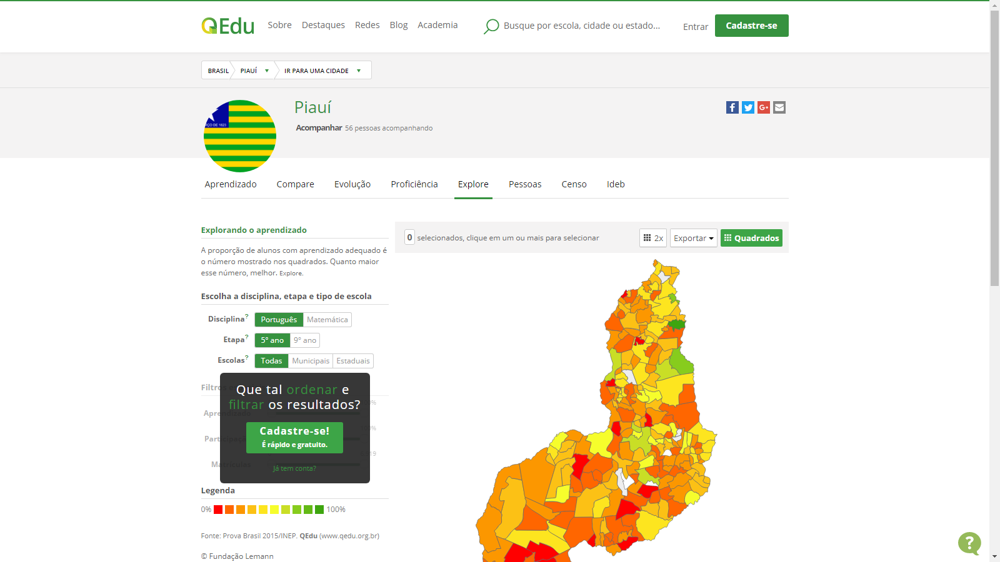 QEdu Sobre Destaques Redes Blog Academia Busque por escola, cidade ou estado... Entrar Cadastre-se
BRASIL PIAUÍ IR PARA UMA CIDADE
Piauí
Acompanhar 56 pessoas acompanhando
Aprendizado Compare Evolução Proficiência Explore Pessoas Censo Ideb
Explorando o aprendizado
A proporção de alunos com aprendizado adequado é
o número mostrado nos quadrados. Quanto maior
esse número, melhor. Explore.
0 selecionados, clique em um ou mais para selecionar 2x Exportar Quadrados
Escolha a disciplina, etapa e tipo de escola
Disciplina? Português Matemática
Etapa? 5º ano 9º ano
Escolas? Todas Municipais Estaduais
Que tal ordenar e
filtrar os resultados?
Cadastre-se!
É rápido e gratuito.
Já tem conta?
Legenda
0% 100%
Fonte: Prova Brasil 2015/INEP. QEdu (www.qedu.org.br)
© Fundação Lemann
?